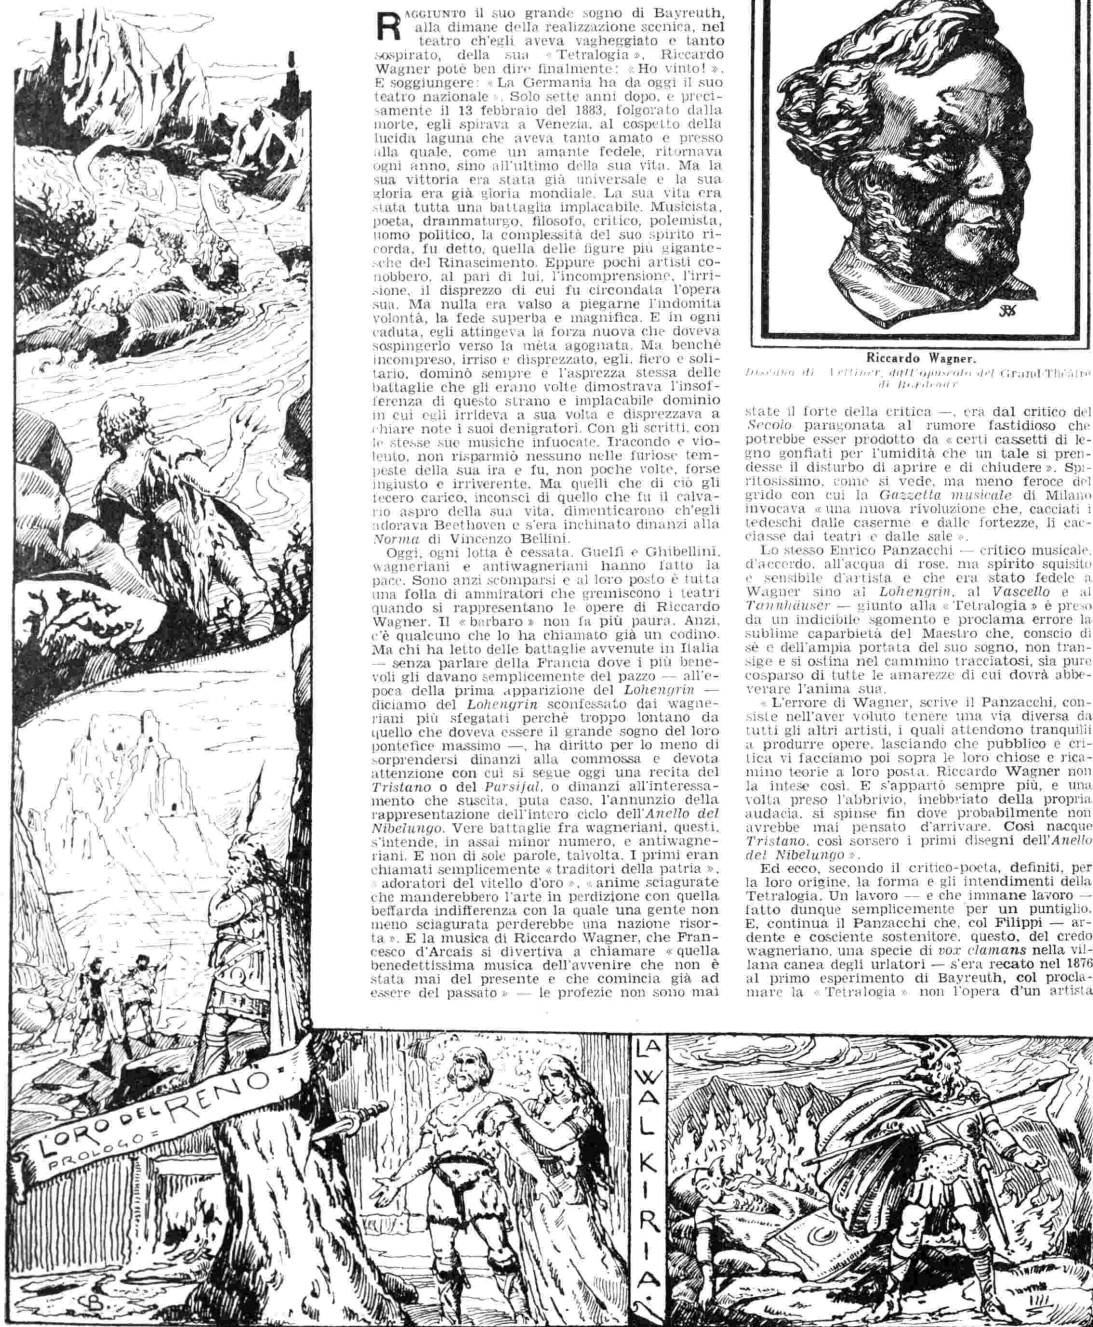 RAGGIUNTO il suo grande sogno di Bayreuth,
alla dimane della realizzazione scenica, nel
teatro ch'egli aveva vagheggiato e tanto
sospirato, della sua «Tetralogia», Riccardo
Wagner poté ben dire finalmente: «Ho vinto!».
E soggiungere: «La Germania ha da oggi il suo
teatro nazionale». Solo sette anni dopo, e preci-
samente il 13 febbraio del 1883, folgorato dalla
morte, egli spirava a Venezia, al cospetto della
lucida laguna che aveva tanto amato e presso
alla quale, come un amante fedele, ritornava
ogni anno, sino all'ultimo della sua vita. Ma la
sua vittoria era stata già universale e la sua
gloria era già gloria mondiale. La sua vita era
stata tutta una battaglia implacabile. Musicista,
poeta, drammaturgo, filosofo, critico, polemista,
uomo politico, la complessità del suo spirito ri-
corda, fu detto, quella delle figure più gigante-
sche del Rinascimento. Eppure pochi artisti co-
nobbero, al pari di lui, l'incomprensione, l'irri-
sione, il disprezzo di cui fu circondata l'opera
sua. Ma nulla era valso a piegarne l'indomita
volontà, la fede superba e magnifica. E in ogni
caduta, egli attingeva la forza nuova che doveva
sospingerlo verso la mèta agognata. Ma benché
incompreso, irriso e disprezzato, egli, fiero e soli-
tario, dominò sempre e l'asprezza stessa delle
battaglie che gli erano volte dimostrava l'insof-
ferenza di questo strano e implacabile dominio
in cui egli irrideva a sua volta e disprezzava a
chiare note i suoi denigratori. Con gli scritti, con
le stesse sue musiche infuocate. Iracondo e vio-
lento, non risparmiò nessuno nelle furiose tem-
peste della sua ira e fu, non poche volte, forse
ingiusto e irriverente. Ma quelli che di ciò gli
fecero carico, inconsci di quello che fu il calva-
rio aspro della sua vita, dimenticarono ch'egli
adorava Beethoven e s'era inchinato dinanzi alla
Norma di Vincenzo Bellini.
Oggi, ogni lotta è cessata. Guelfi e Ghibellini,
wagneriani e antiwagneriani hanno fatto la
pace. Sono anzi scomparsi e al loro posto è tutta
una folla di ammiratori che gremiscono i teatri
quando si rappresentano le opere di Riccardo
Wagner. Il «barbaro» non fa più paura. Anzi,
c'è qualcuno che lo ha chiamato già un codino.
Ma chi ha letto delle battaglie avvenute in Italia
— senza parlare della Francia dove i più bene-
voli gli davano semplicemente del pazzo — all'e-
poca della prima apparizione del Lohengrin —
diciamo del Lohengrin sconfessato dai wagne-
riani più sfegatati perchè troppo lontano da
quello che doveva essere il grande sogno del loro
pontefice massimo —, ha diritto per lo meno di
sorprendersi dinanzi alla commossa e devota
attenzione con cui si segue oggi una recita del
Tristano o del Parsifal, o dinanzi all'interessa-
mento che suscita, puta caso, l'annunzio della
rappresentazione dell'intero ciclo dell'Anello del
Nibelungo. Vere battaglie fra wagneriani, questi,
s'intende, in assai minor numero, e antiwagne-
riani. E non di sole parole, talvolta. I primi eran
chiamati semplicemente «traditori della patria»,
«adoratori del vitello d'oro», «anime sciagurate
che manderebbero l'arte in perdizione con quella
beffarda indifferenza con la quale una gente non
meno sciagurata perderebbe una nazione risor-
ta». E la musica di Riccardo Wagner, che Fran-
cesco d'Arcais si divertiva a chiamare «quella
benedettissima musica dell'avvenire che non è
stata mai del presente e che comincia già ad
essere del passato» — le profezie non sono mai
Riccardo Wagner.
Disegno di dall'opuscolo del Grand-Théâtre
di Bordeaux
state il forte della critica —, era dal critico del
Secolo paragonata al rumore fastidioso che
potrebbe esser prodotto da «certi cassetti di le-
gno gonfiati per l'umidità che un tale si pren-
desse il disturbo di aprire e di chiudere». Spi-
ritosissimo, come si vede, ma meno feroce del
grido con cui la Gazzetta musicale di Milano
invocava «una nuova rivoluzione che, cacciati i
tedeschi dalle caserme e dalle fortezze, li cac-
ciasse dai teatri e dalle sale».
Lo stesso Enrico Panzacchi — critico musicale,
d'accordo, all'acqua di rose, ma spirito squisito
e sensibile d'artista e che era stato fedele a
Wagner sino al Lohengrin, al Vascello e al
Tannhäuser — giunto alla «Tetralogia» è preso
da un indicibile sgomento e proclama errore la
sublime caparbietà del Maestro che, conscio di
sè e dell'ampia portata del suo sogno, non tran-
sige e si ostina nel cammino tracciatosi, sia pure
cosparso di tutte le amarezze di cui dovrà abbe-
verare l'anima sua.
«L'errore di Wagner, scrive il Panzacchi, con-
siste nell'aver voluto tenere una via diversa da
tutti gli altri artisti, i quali attendono tranquilli
a produrre opere, lasciando che pubblico e cri-
tica vi facciamo poi sopra le loro chiose e rica-
mino teorie a loro posta. Riccardo Wagner non
la intese così. E s'appartò sempre più, e una
volta preso l'abbrivio, inebbriato della propria
audacia, si spinse fin dove probabilmente non
avrebbe mai pensato d'arrivare. Così nacque
Tristano, così sorsero i primi disegni dell'Anello
del Nibelungo».
Ed ecco, secondo il critico-poeta, definiti, per
la loro origine, la forma e gli intendimenti della
Tetralogia. Un lavoro — e che immane lavoro —
fatto dunque semplicemente per un puntiglio.
E, continua il Panzacchi che, col Filippi — ar-
dente e cosciente sostenitore, questo, del credo
wagneriano, una specie di vox clamans nella vil-
lana canea degli urlatori — s'era recato nel 1876
al primo esperimento di Bayreuth, col procla-
mare la «Tetralogia» non l'opera d'un artista
L'ORO DEL RENO
PROLOGO
LA WALKIRIA